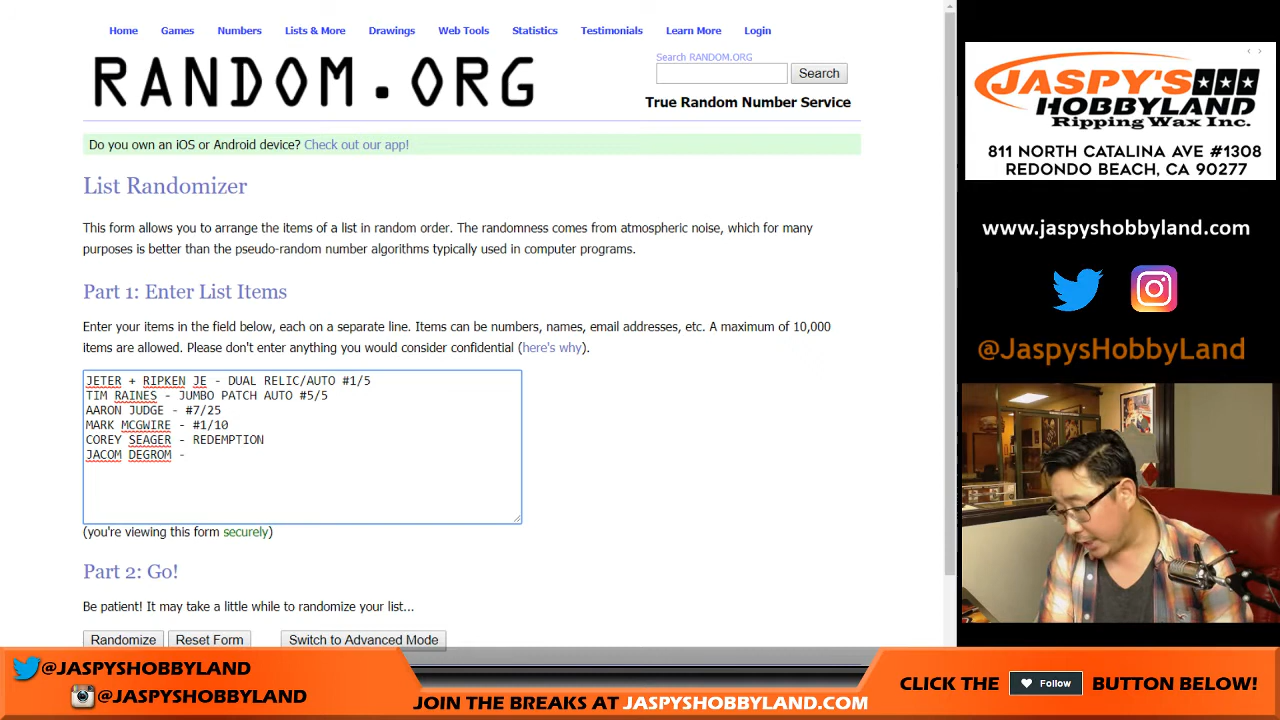 Home Games Numbers Lists & More Drawings Web Tools Statistics Testimonials Learn More Login
RANDOM.ORG
Search RANDOM.ORG
Search
True Random Number Service
Do you own an iOS or Android device? Check out our app!
List Randomizer
This form allows you to arrange the items of a list in random order. The randomness comes from atmospheric noise, which for many
purposes is better than the pseudo-random number algorithms typically used in computer programs.
Part 1: Enter List Items
Enter your items in the field below, each on a separate line. Items can be numbers, names, email addresses, etc. A maximum of 10,000
items are allowed. Please don't enter anything you would consider confidential (here's why).
JETER + RIPKEN JE - DUAL RELIC/AUTO #1/5
TIM RAINES - JUMBO PATCH AUTO #5/5
AARON JUDGE - #7/25
MARK MCGWIRE - #1/10
COREY SEAGER - REDEMPTION
JACOM DEGROM -
(you're viewing this form securely)
Part 2: Go!
Be patient! It may take a little while to randomize your list...
Randomize Reset Form Switch to Advanced Mode
JASPY'S
HOBBYLAND
Ripping Wax Inc.
811 NORTH CATALINA AVE #1308
REDONDO BEACH, CA 90277
www.jaspyshobbyland.com
@JaspysHobbyLand
@JASPYSHOBBYLAND
@JASPYSHOBBYLAND
JOIN THE BREAKS AT JASPYSHOBBYLAND.COM
CLICK THE Follow BUTTON BELOW!